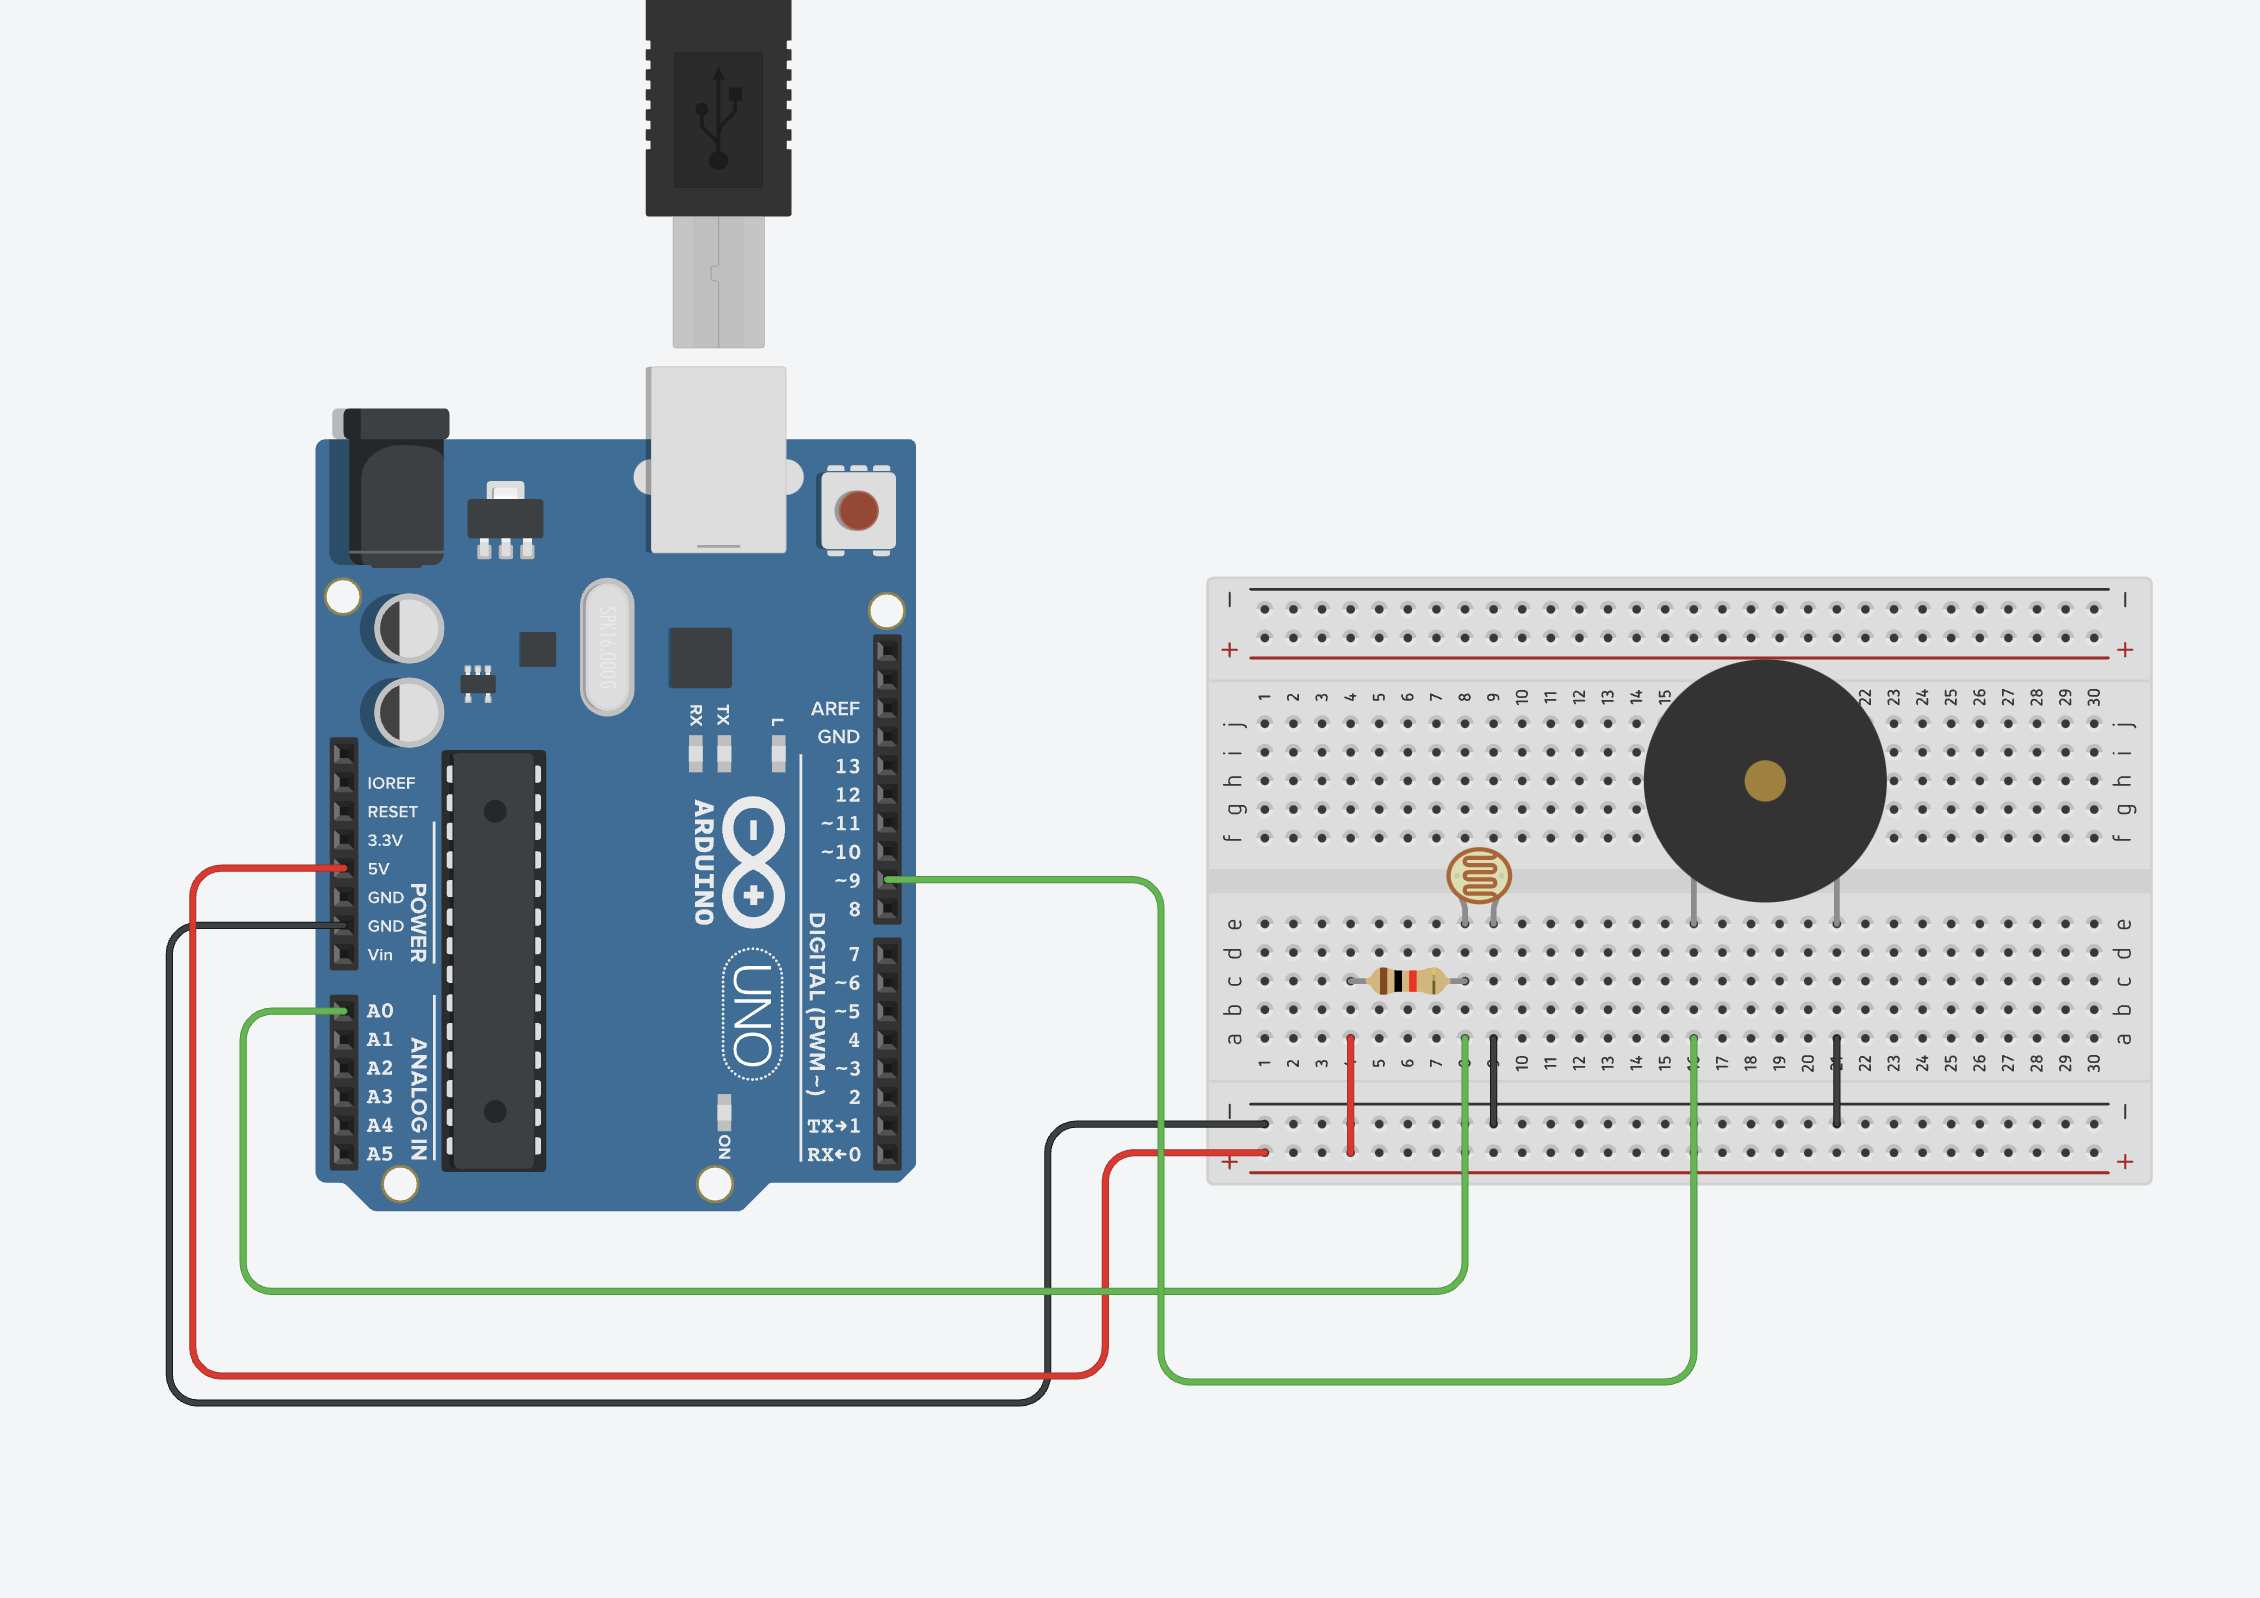 SPK16.000G
RX
TX
L
AREF
GND
13
12
~11
~10
~9
8
7
~6
~5
4
~3
2
TX→1
RX←0
DIGITAL (PWM~)
IOREF
RESET
3.3V
5V
GND
GND
Vin
POWER
A0
A1
A2
A3
A4
A5
ANALOG IN
ARDUINO
UNO
ON
− −
+ +
1 2 3 4 5 6 7 8 9 10 11 12 13 14 15 22 23 24 25 26 27 28 29 30
j j
i i
h h
g g
f f
e e
d d
c c
b b
a a
1 2 3 5 6 7 10 11 12 13 14 15 17 18 19 20 22 23 24 25 26 27 28 29 30
− −
+ +